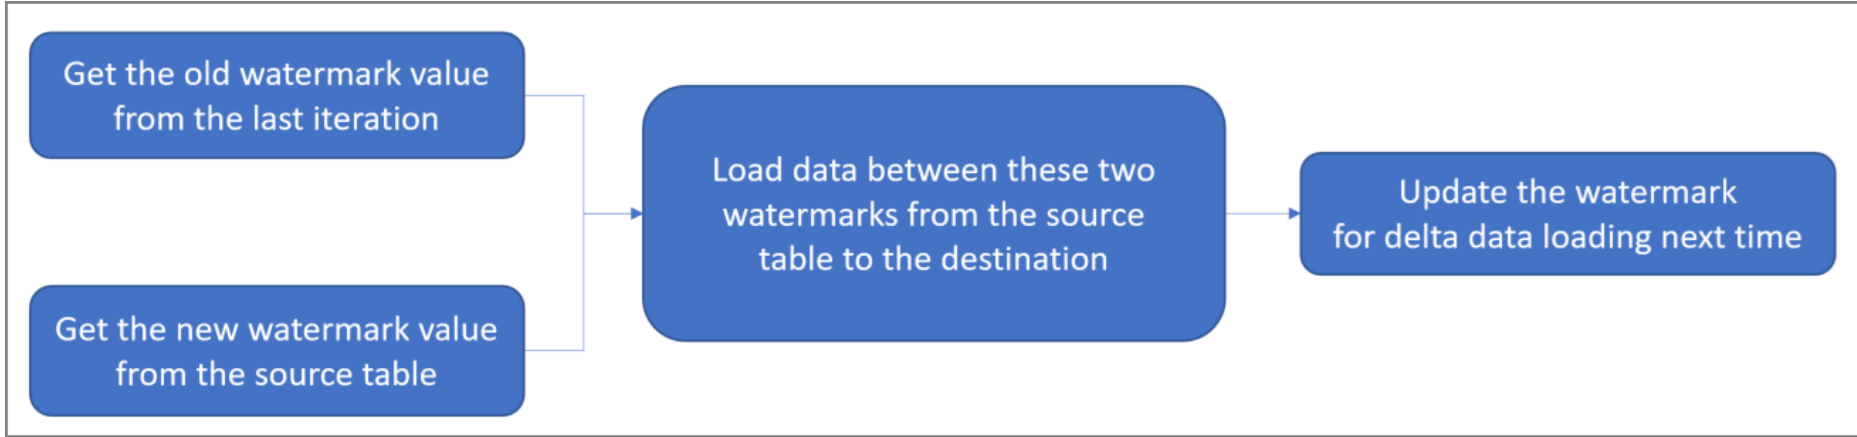 Get the old watermark value
from the last iteration
Get the new watermark value
from the source table
Load data between these two
watermarks from the source
table to the destination
Update the watermark
for delta data loading next time